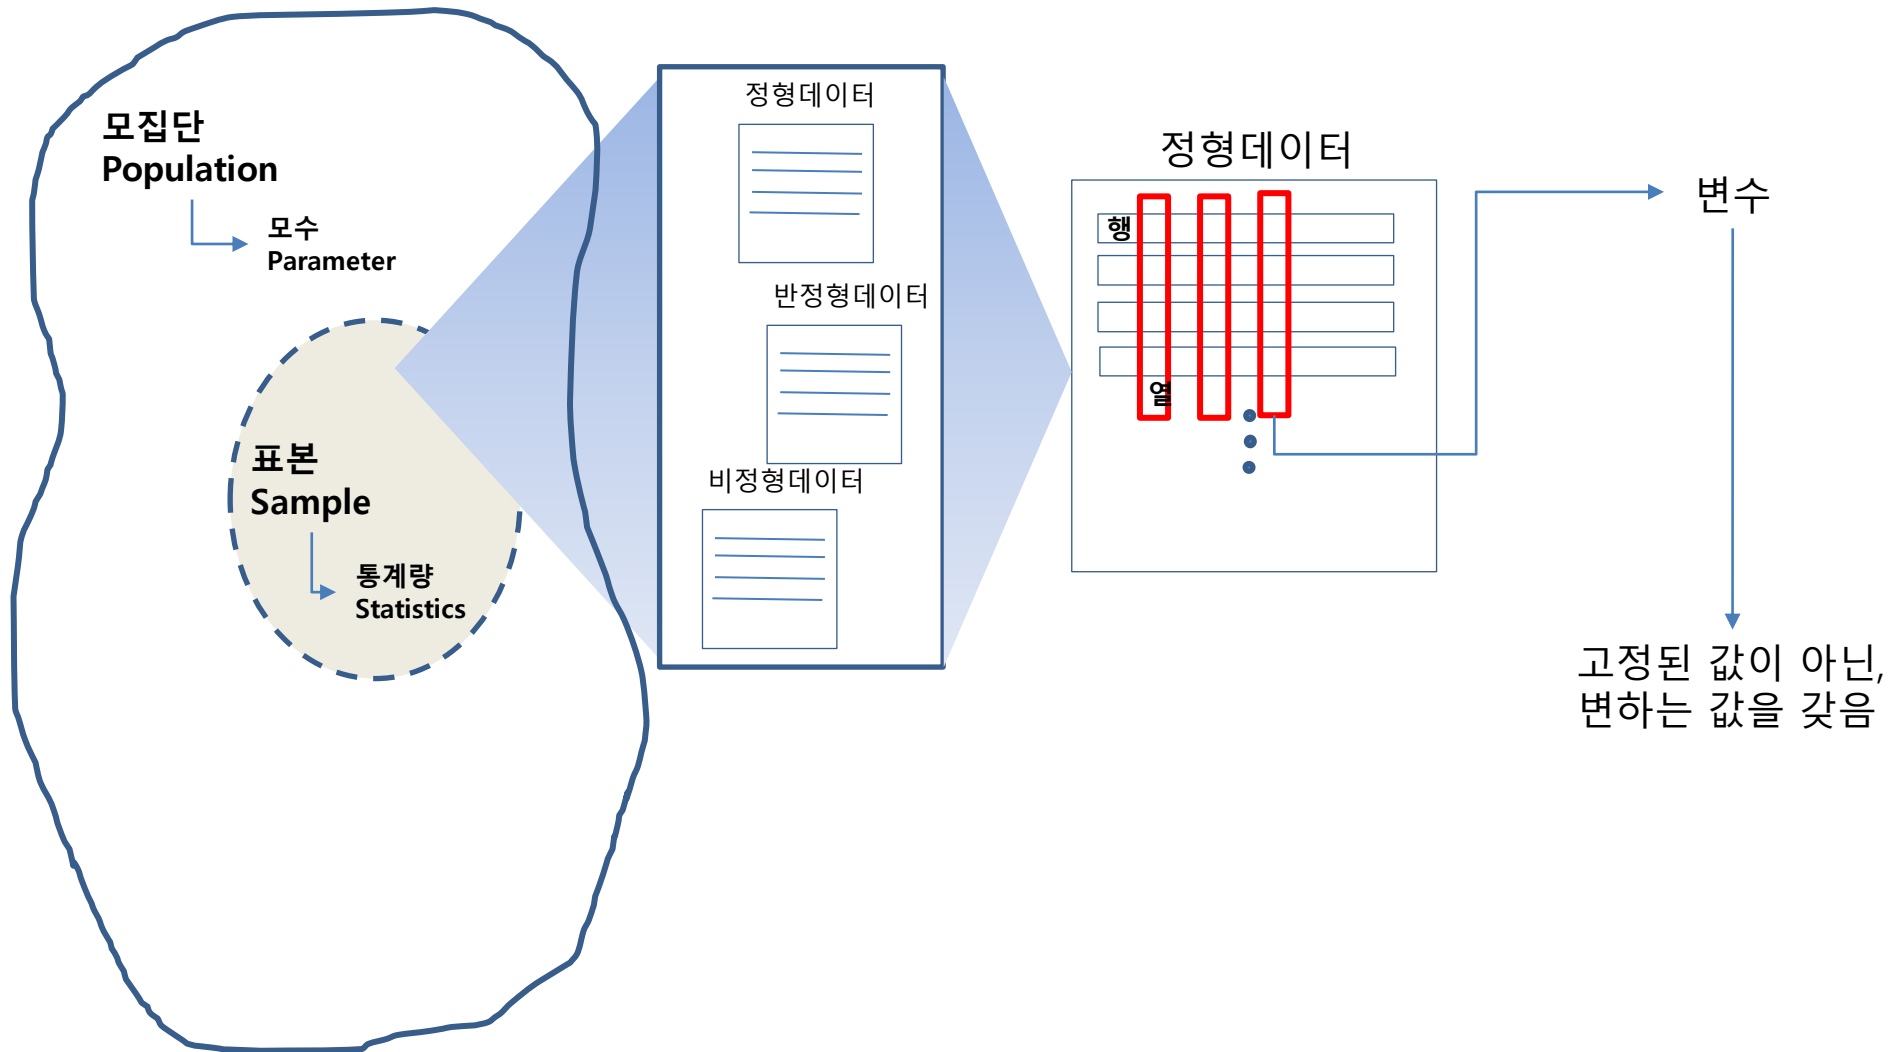 모집단
Population
모수
Parameter
표본
Sample
통계량
Statistics
정형데이터
반정형데이터
비정형데이터
정형데이터
행
열
변수
고정된 값이 아닌,
변하는 값을 갖음